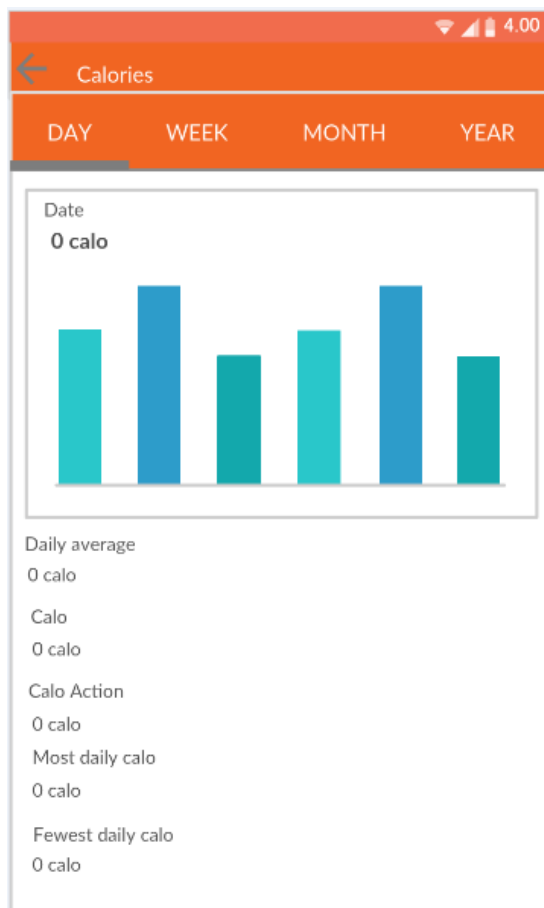 4.00
Calories
DAY WEEK MONTH YEAR
Date
0 calo
Daily average
0 calo
Calo
0 calo
Calo Action
0 calo
Most daily calo
0 calo
Fewest daily calo
0 calo